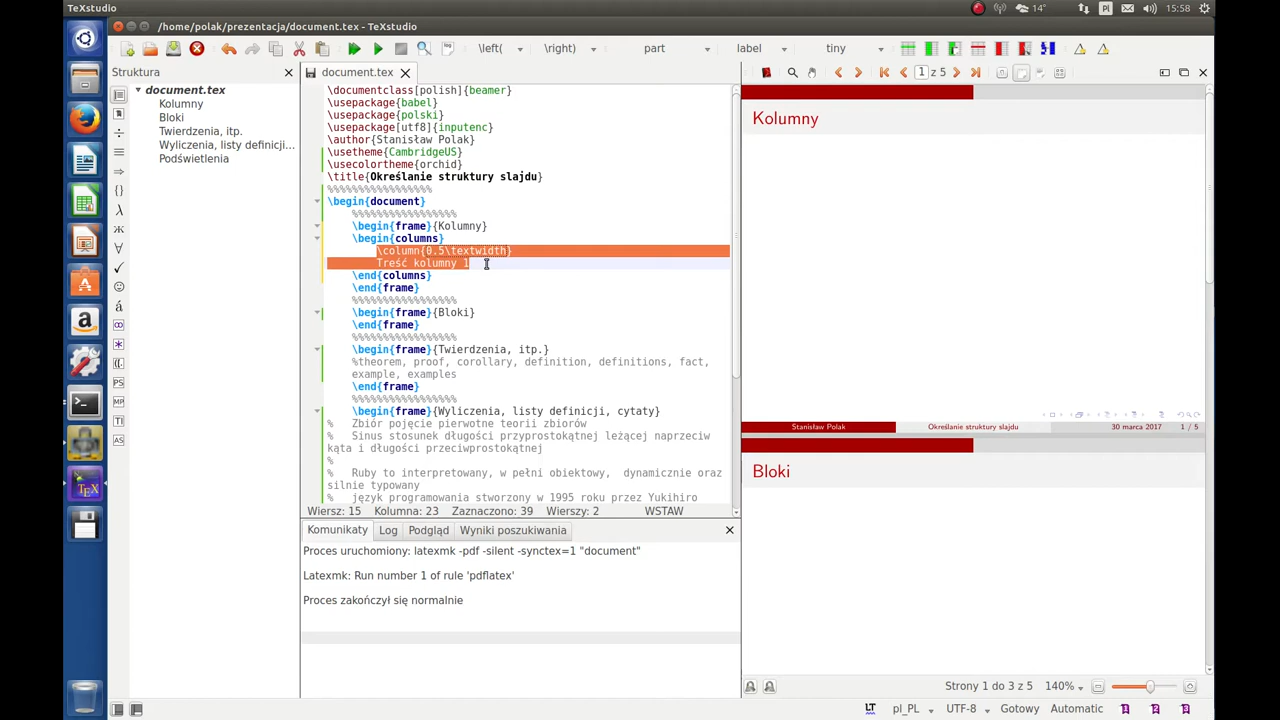 TeXstudio
14°
Pl
15:58
/home/polak/prezentacja/document.tex - TeXstudio
\left(
\right)
part
label
tiny
Struktura
document.tex
1 z 5
document.tex
Kolumny
Bloki
Twierdzenia, itp.
Wyliczenia, listy definicji...
Podświetlenia
\documentclass[polish]{beamer}
\usepackage{babel}
\usepackage{polski}
\usepackage[utf8]{inputenc}
\author{Stanisław Polak}
\usetheme{CambridgeUS}
\usecolortheme{orchid}
\title{Określanie struktury slajdu}
%%%%%%%%%%%%%%%%%
\begin{document}
%%%%%%%%%%%%%%%%%
\begin{frame}{Kolumny}
\begin{columns}
\column{0.5\textwidth}
Treść kolumny 1
\end{columns}
\end{frame}
%%%%%%%%%%%%%%%%%
\begin{frame}{Bloki}
\end{frame}
%%%%%%%%%%%%%%%%%
\begin{frame}{Twierdzenia, itp.}
%theorem, proof, corollary, definition, definitions, fact,
example, examples
\end{frame}
%%%%%%%%%%%%%%%%%
\begin{frame}{Wyliczenia, listy definicji, cytaty}
% Zbiór pojęcie pierwotne teorii zbiorów
% Sinus stosunek długości przyprostokątnej leżącej naprzeciw
kąta i długości przeciwprostokątnej
%
% Ruby to interpretowany, w pełni obiektowy, dynamicznie oraz
silnie typowany
% język programowania stworzony w 1995 roku przez Yukihiro
Wiersz: 15 Kolumna: 23 Zaznaczono: 39 Wierszy: 2 WSTAW
Komunikaty
Log
Podgląd
Wyniki poszukiwania
Proces uruchomiony: latexmk -pdf -silent -synctex=1 "document"
Latexmk: Run number 1 of rule 'pdflatex'
Proces zakończył się normalnie
Kolumny
Stanisław Polak
Określanie struktury slajdu
30 marca 2017
1 / 5
Bloki
Strony 1 do 3 z 5
140%
LT
pl_PL
UTF-8
Gotowy
Automatic